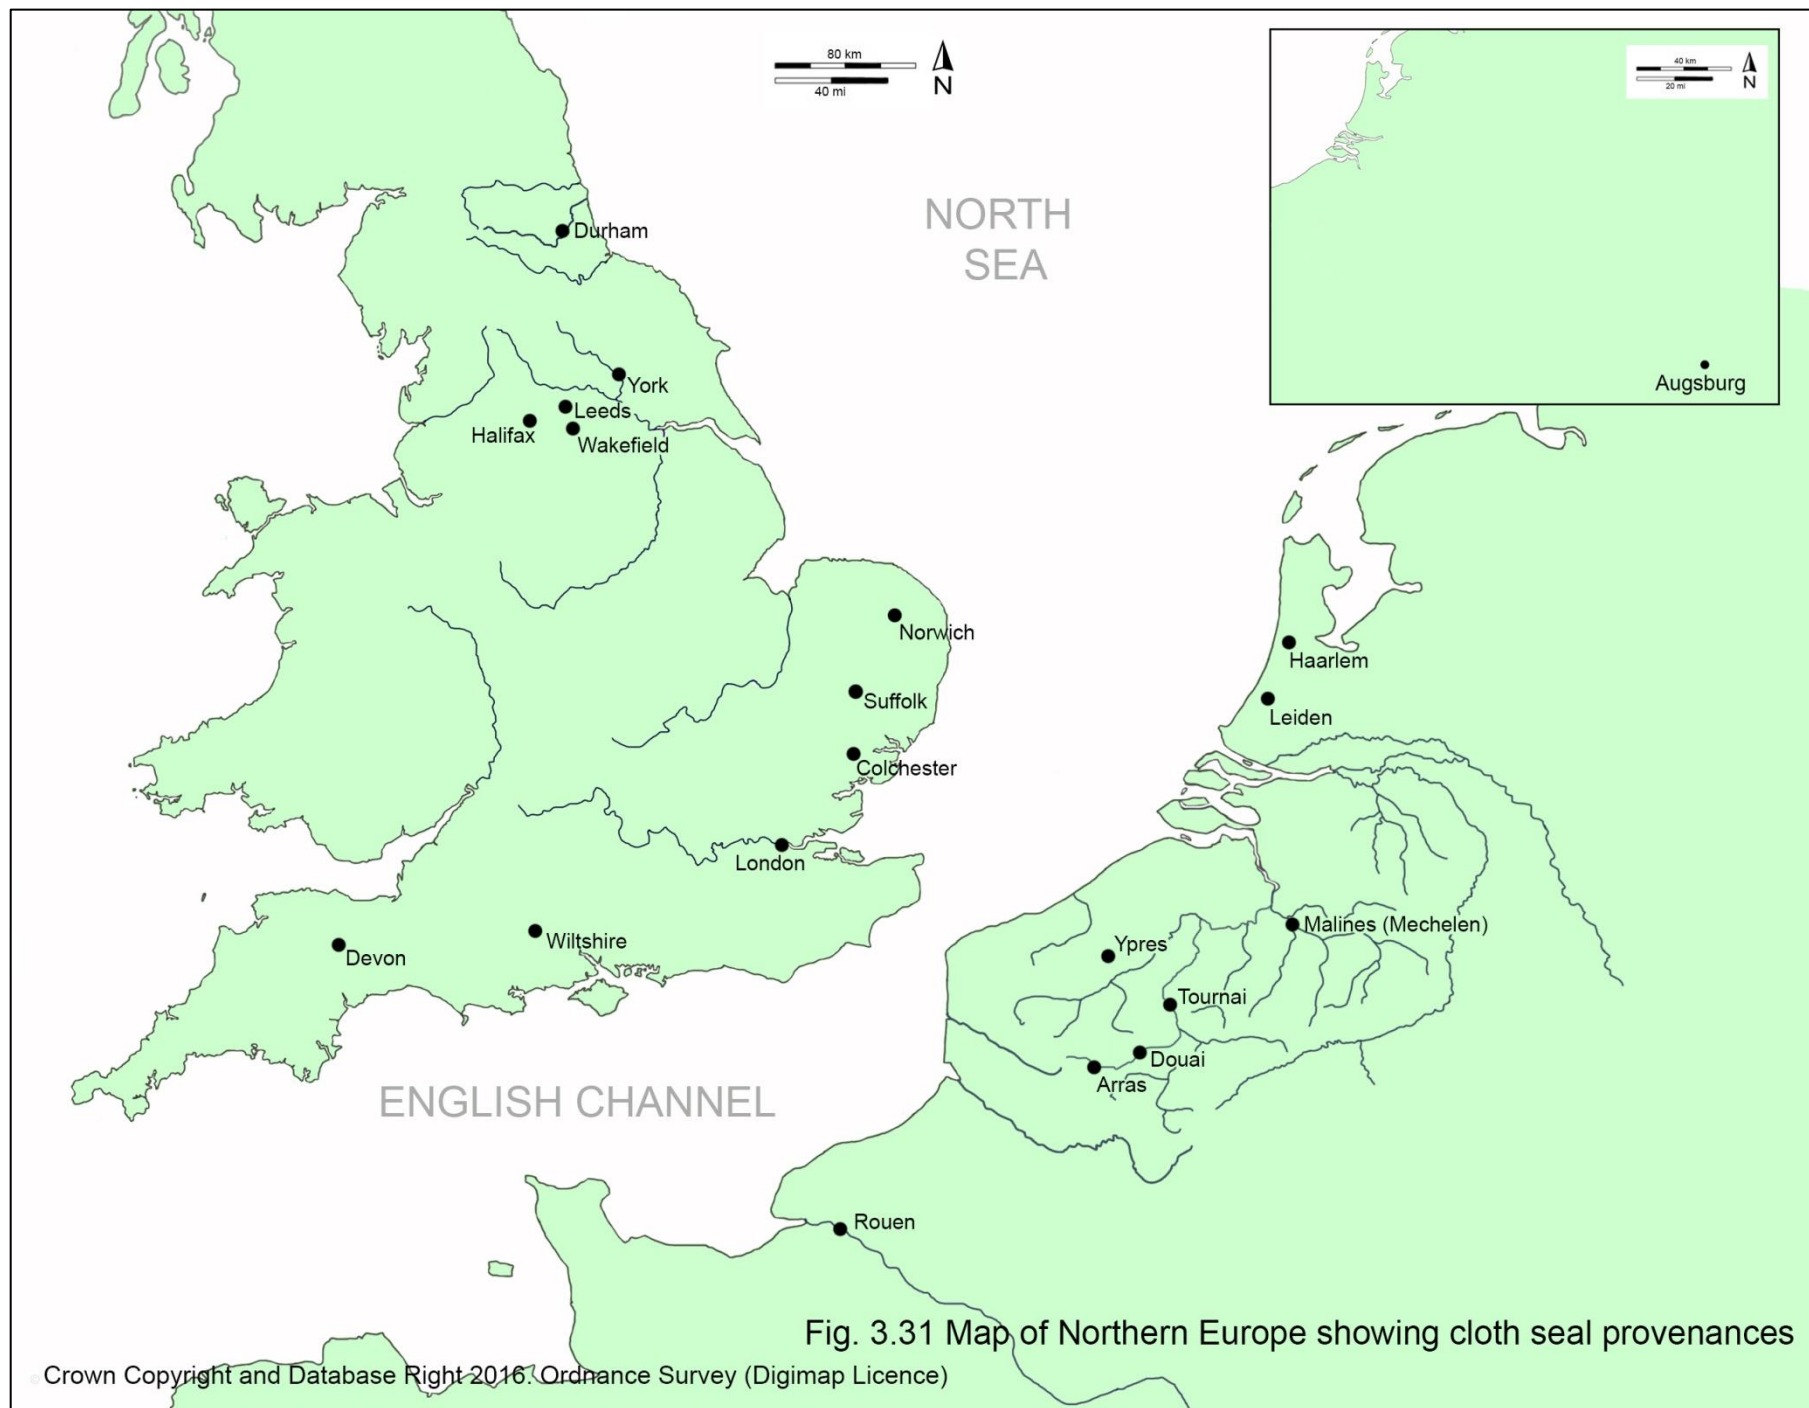 80 km
40 mi
N
40 km
20 mi
N
NORTH
SEA
Durham
Augsburg
York
Leeds
Halifax
Wakefield
Norwich
Haarlem
Suffolk
Leiden
Colchester
London
Malines (Mechelen)
Wiltshire
Ypres
Devon
Tournai
Douai
Arras
ENGLISH CHANNEL
Rouen
Fig. 3.31 Map of Northern Europe showing cloth seal provenances
Crown Copyright and Database Right 2016. Ordnance Survey (Digimap Licence)